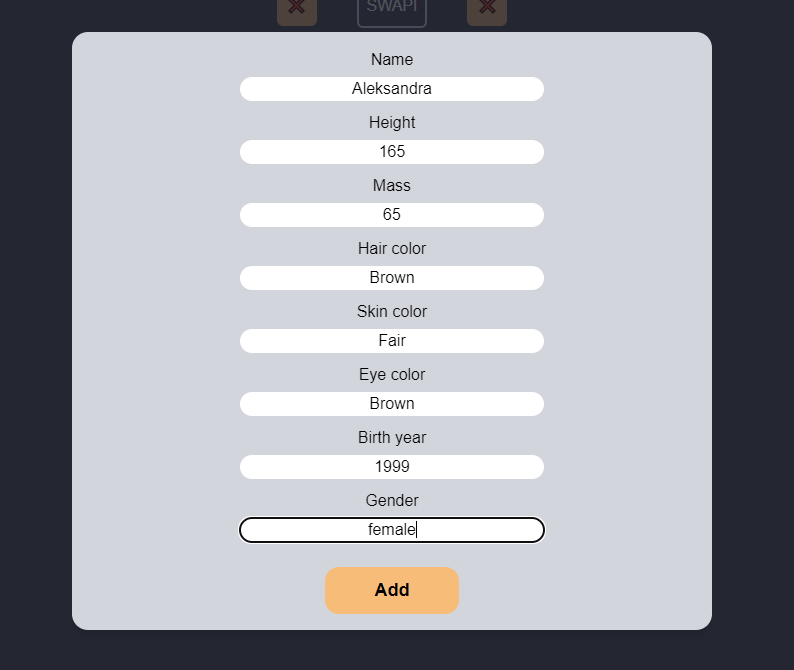 SWAPI
Name
Aleksandra
Height
165
Mass
65
Hair color
Brown
Skin color
Fair
Eye color
Brown
Birth year
1999
Gender
female
Add